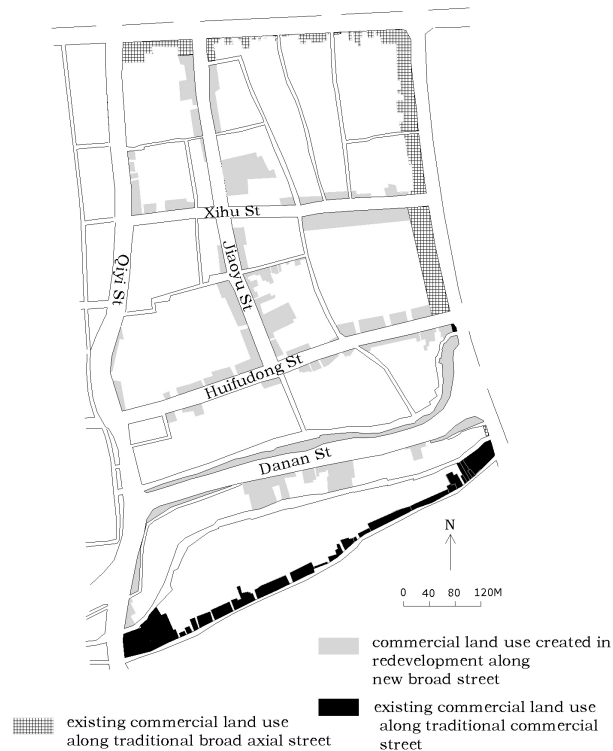 Xihu St
Qiyi St
Jiaoyu St
Huifudong St
Danan St
N
0 40 80 120M
commercial land use created in
redevelopment along
new broad street
existing commercial land use
along traditional commercial
street
existing commercial land use
along traditional broad axial street